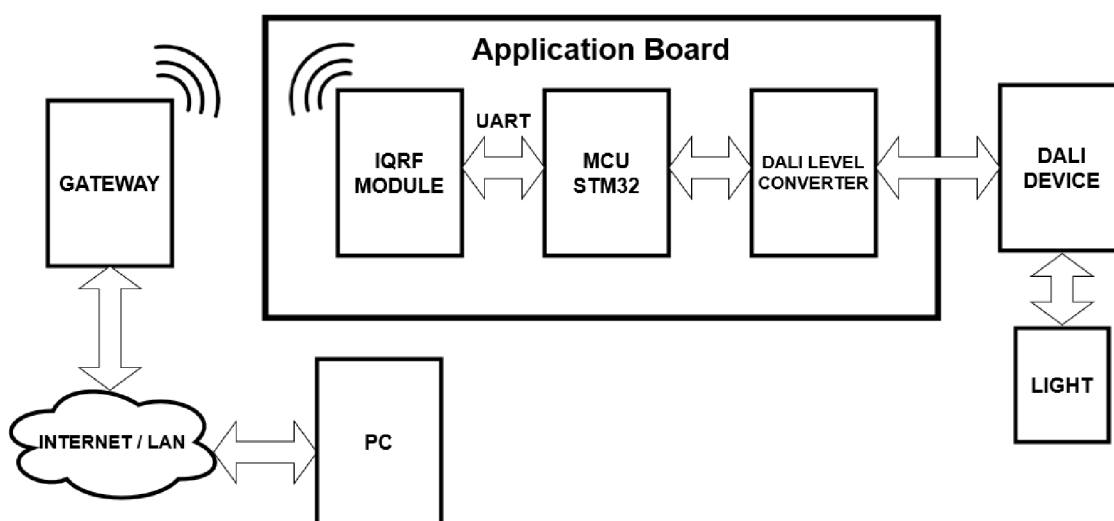 Application Board
GATEWAY
IQRF
MODULE
UART
MCU
STM32
DALI LEVEL
CONVERTER
DALI
DEVICE
LIGHT
INTERNET / LAN
PC